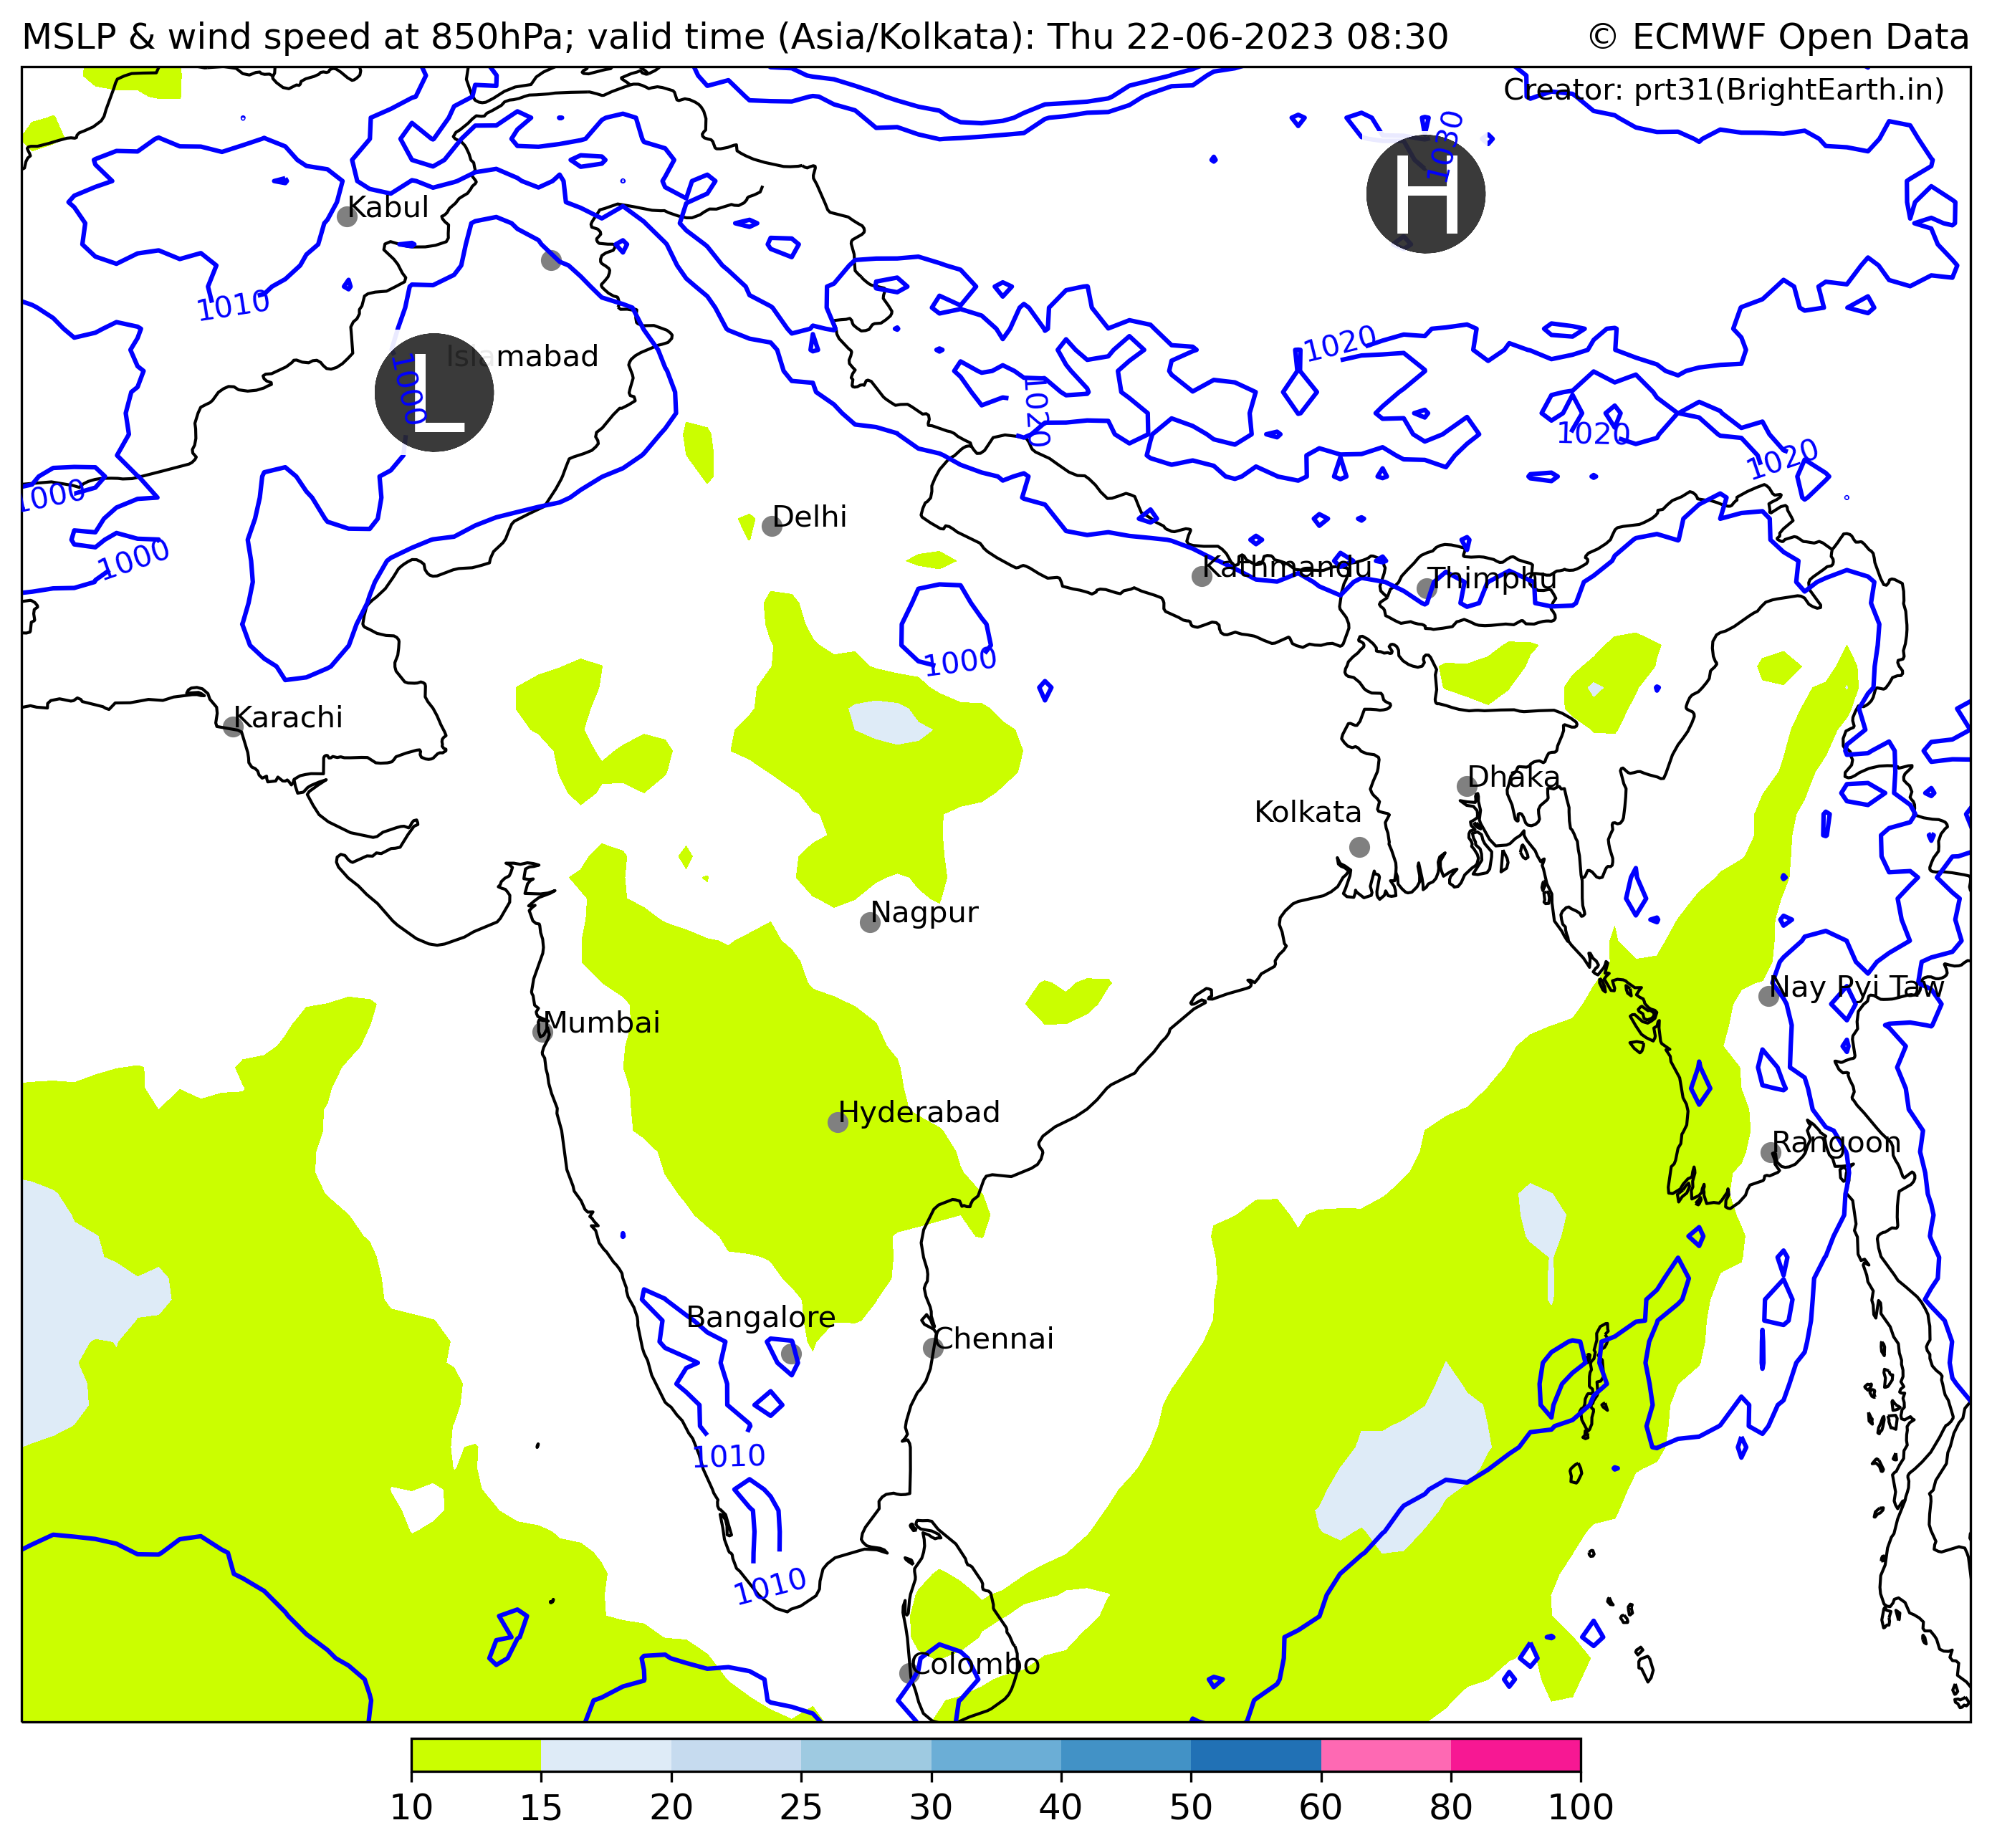 MSLP & wind speed at 850hPa; valid time (Asia/Kolkata): Thu 22-06-2023 08:30
© ECMWF Open Data
Creator: prt31(BrightEarth.in)
1030
H
Kabul
1010
1020
L
1000
Islamabad
1020
1020
1020
1000
1000
Delhi
Kathmandu
Thimphu
1000
Karachi
Dhaka
Kolkata
Nagpur
Nay Pyi Taw
Mumbai
Hyderabad
Rangoon
Bangalore
Chennai
1010
1010
Colombo
10 15 20 25 30 40 50 60 80 100